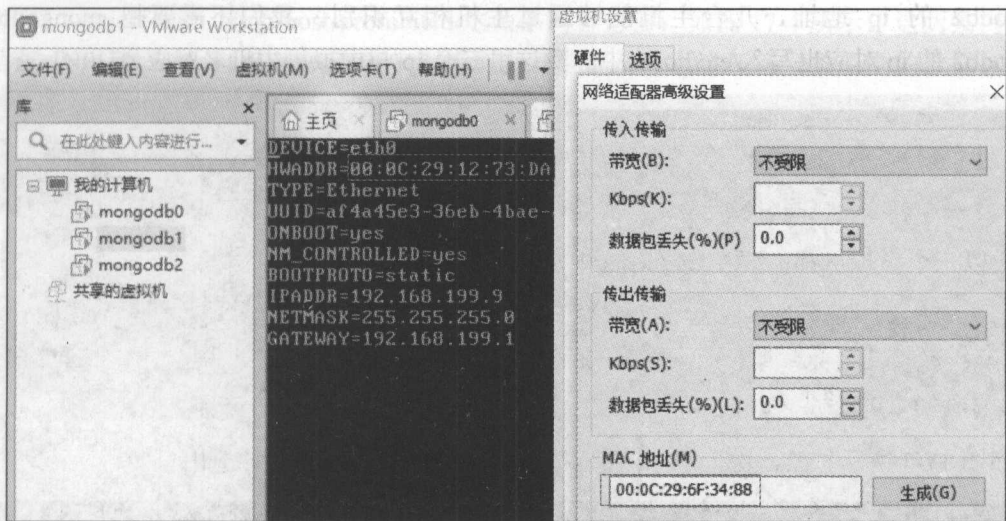 mongodb1 - VMware Workstation
文件(F) 编辑(E) 查看(V) 虚拟机(M) 选项卡(T) 帮助(H)
库
在此处键入内容进行...
我的计算机
mongodb0
mongodb1
mongodb2
共享的虚拟机
主页
mongodb0
DEVICE=eth0
HWADDR=00:0C:29:12:73:DA
TYPE=Ethernet
UUID=af4a45e3-36eb-4bae-
ONBOOT=yes
NM_CONTROLLED=yes
BOOTPROTO=static
IPADDR=192.168.199.9
NETMASK=255.255.255.0
GATEWAY=192.168.199.1
虚拟机设置
硬件 选项
网络适配器高级设置
传入传输
带宽(B): 不受限
Kbps(K):
数据包丢失(%)(P) 0.0
传出传输
带宽(A): 不受限
Kbps(S):
数据包丢失(%)(L): 0.0
MAC 地址(M)
00:0C:29:6F:34:88 生成(G)